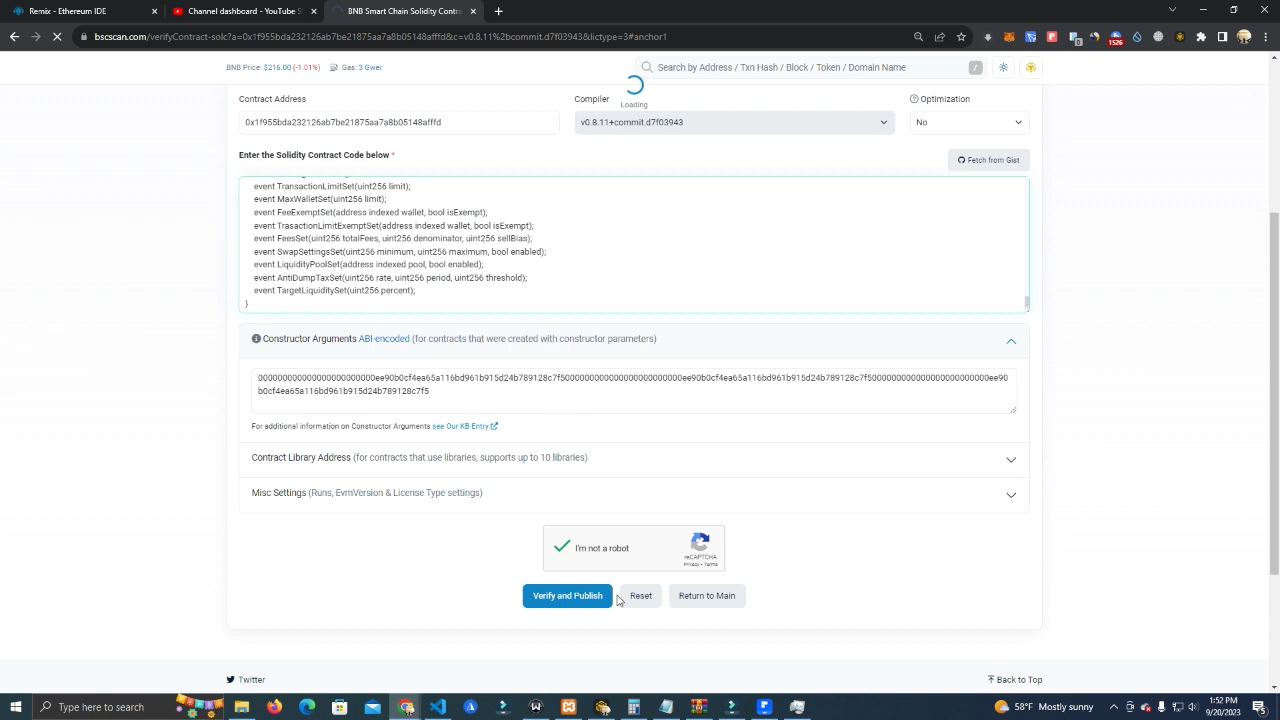 Remix - Ethereum IDE
Channel dashboard - YouTube St
BNB Smart Chain Solidity Contr
bscscan.com/verifyContract-solc?a=0x1f955bda232126ab7be21875aa7a8b05148afffd&c=v0.8.11%2bcommit.d7f03943&lictype=3#anchor1
1526
BNB Price: $216.00 (-1.01%)
Gas: 3 Gwei
Search by Address / Txn Hash / Block / Token / Domain Name
/
Loading
Contract Address
Compiler
Optimization
0x1f955bda232126ab7be21875aa7a8b05148afffd
v0.8.11+commit.d7f03943
No
Enter the Solidity Contract Code below *
Fetch from Gist
event TransactionLimitSet(uint256 limit);
event MaxWalletSet(uint256 limit);
event FeeExemptSet(address indexed wallet, bool isExempt);
event TrasactionLimitExemptSet(address indexed wallet, bool isExempt);
event FeesSet(uint256 totalFees, uint256 denominator, uint256 sellBias);
event SwapSettingsSet(uint256 minimum, uint256 maximum, bool enabled);
event LiquidityPoolSet(address indexed pool, bool enabled);
event AntiDumpTaxSet(uint256 rate, uint256 period, uint256 threshold);
event TargetLiquiditySet(uint256 percent);
}
Constructor Arguments ABI-encoded (for contracts that were created with constructor parameters)
000000000000000000000000ee90b0cf4ea65a116bd961b915d24b789128c7f5000000000000000000000000ee90b0cf4ea65a116bd961b915d24b789128c7f5000000000000000000000000ee90
b0cf4ea65a116bd961b915d24b789128c7f5
For additional information on Constructor Arguments see Our KB Entry
Contract Library Address (for contracts that use libraries, supports up to 10 libraries)
Misc Settings (Runs, EvmVersion & License Type settings)
I'm not a robot
reCAPTCHA
Privacy - Terms
Verify and Publish
Reset
Return to Main
Twitter
Back to Top
Type here to search
58°F Mostly sunny
1:52 PM
9/20/2023